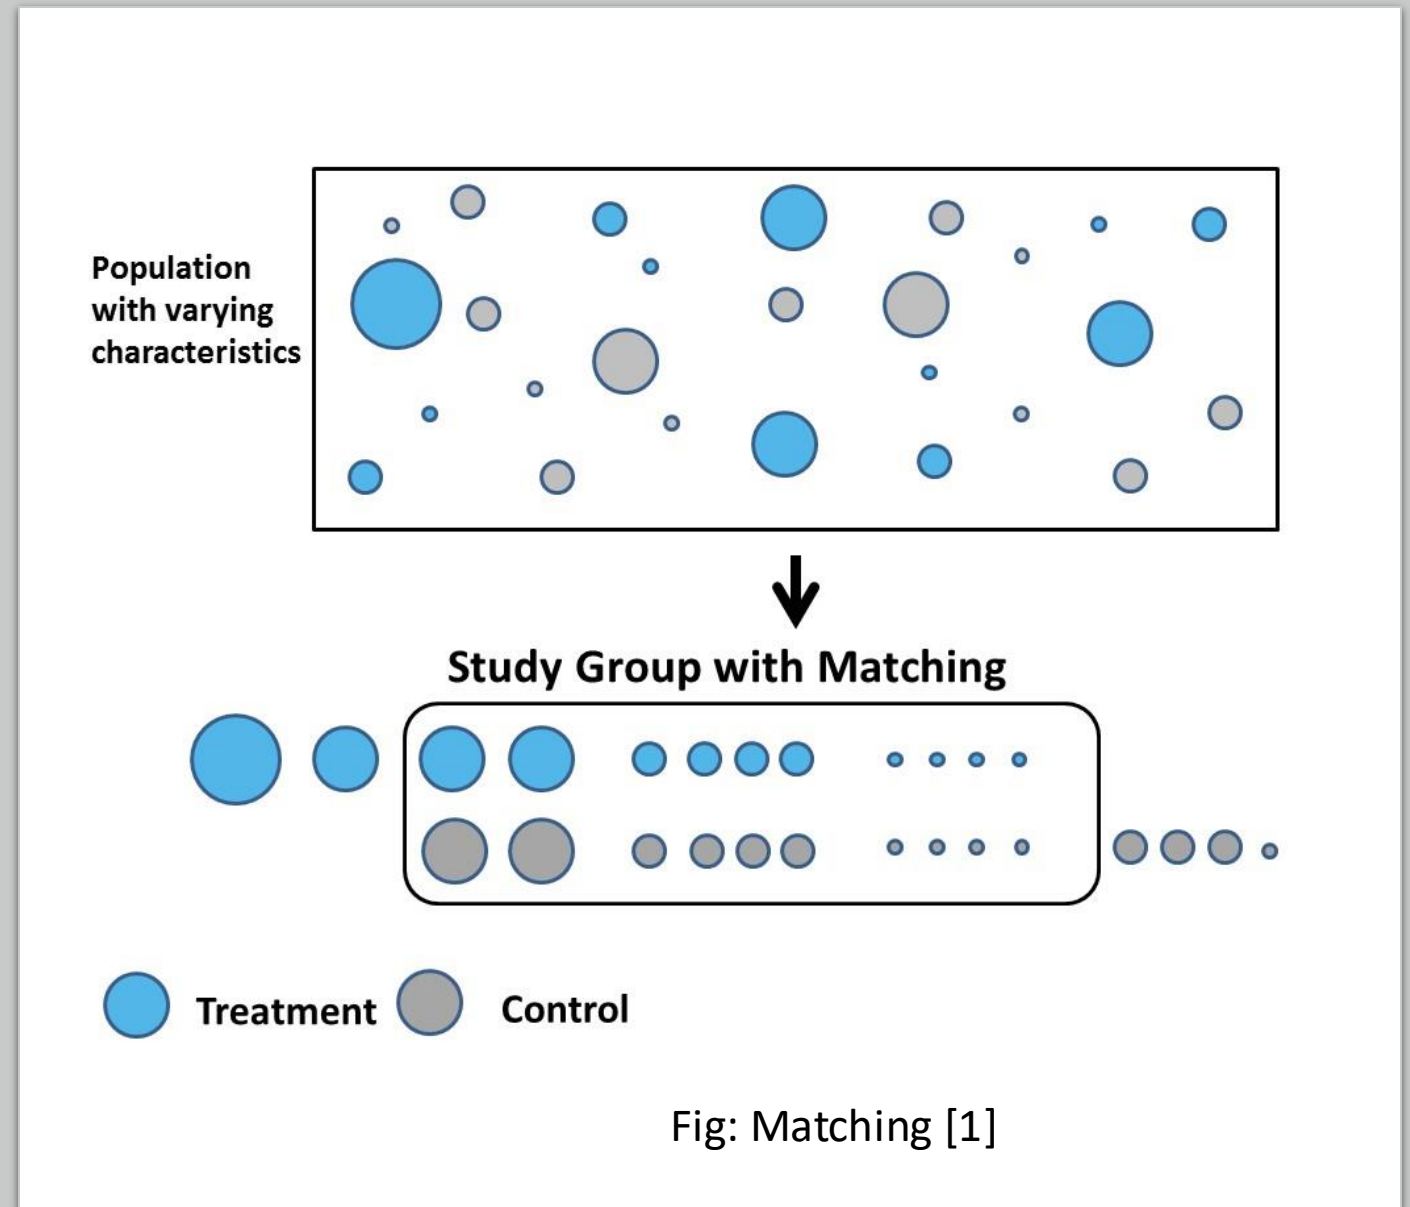 Population
with varying
characteristics
Study Group with Matching
Treatment
Control
Fig: Matching [1]